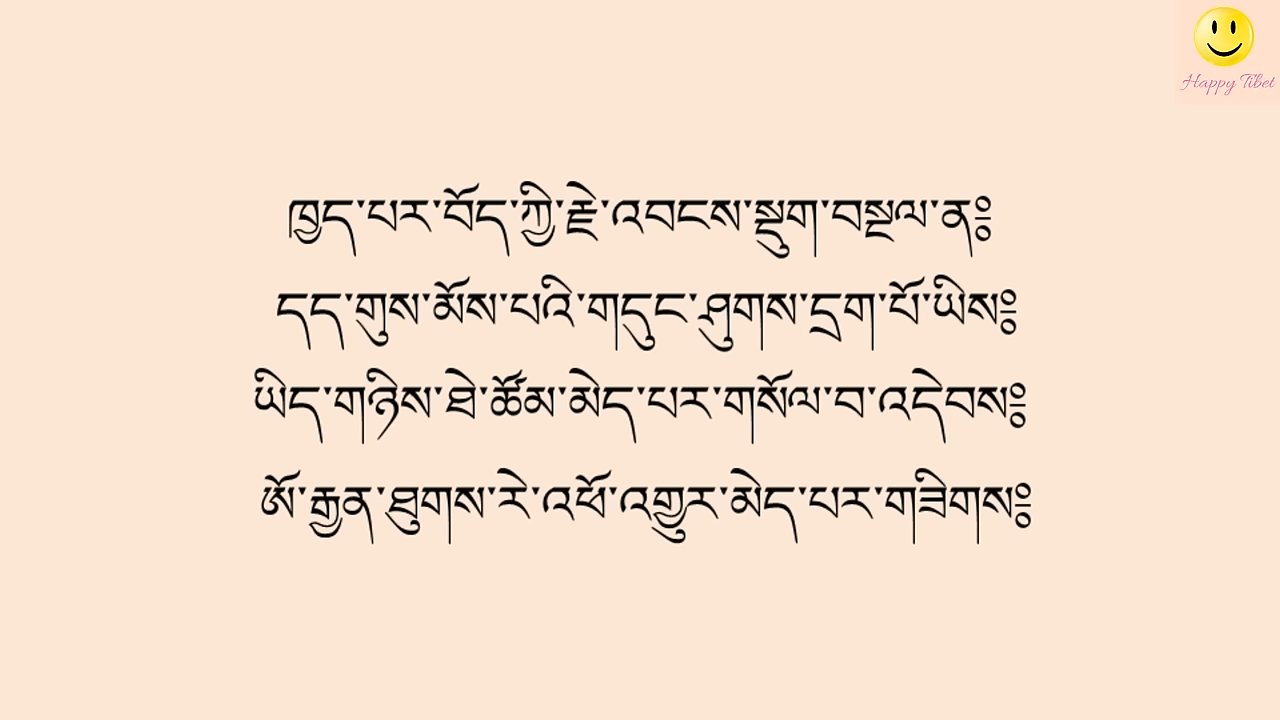 Happy Tibet
ཁྱད་པར་བོད་ཀྱི་རྗེ་འབངས་སྡུག་བསྔལ་ན༔
དད་གུས་མོས་པའི་གདུང་ཤུགས་དྲག་པོ་ཡིས༔
ཡིད་གཉིས་ཐེ་ཚོམ་མེད་པར་གསོལ་བ་འདེབས༔
ཨོ་རྒྱན་ཐུགས་རེ་འཕོ་འགྱུར་མེད་པར་གཟིགས༔